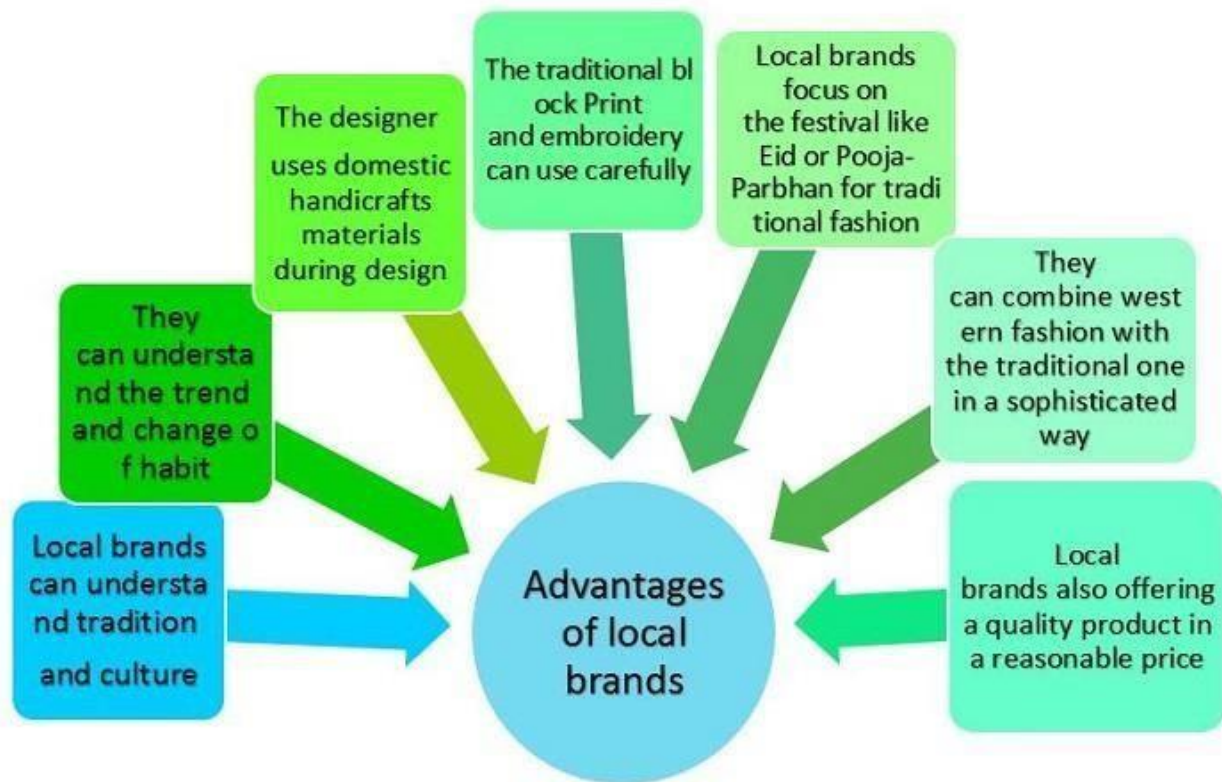 Local brands
can understa
nd tradition
and culture
They
can understa
nd the trend
and change o
f habit
The designer
uses domestic
handicrafts
materials
during design
The traditional bl
ock Print
and embroidery
can use carefully
Local brands
focus on
the festival like
Eid or Pooja-
Parbhan for tradi
tional fashion
They
can combine west
ern fashion with
the traditional one
in a sophisticated
way
Local
brands also offering
a quality product in
a reasonable price
Advantages
of local
brands